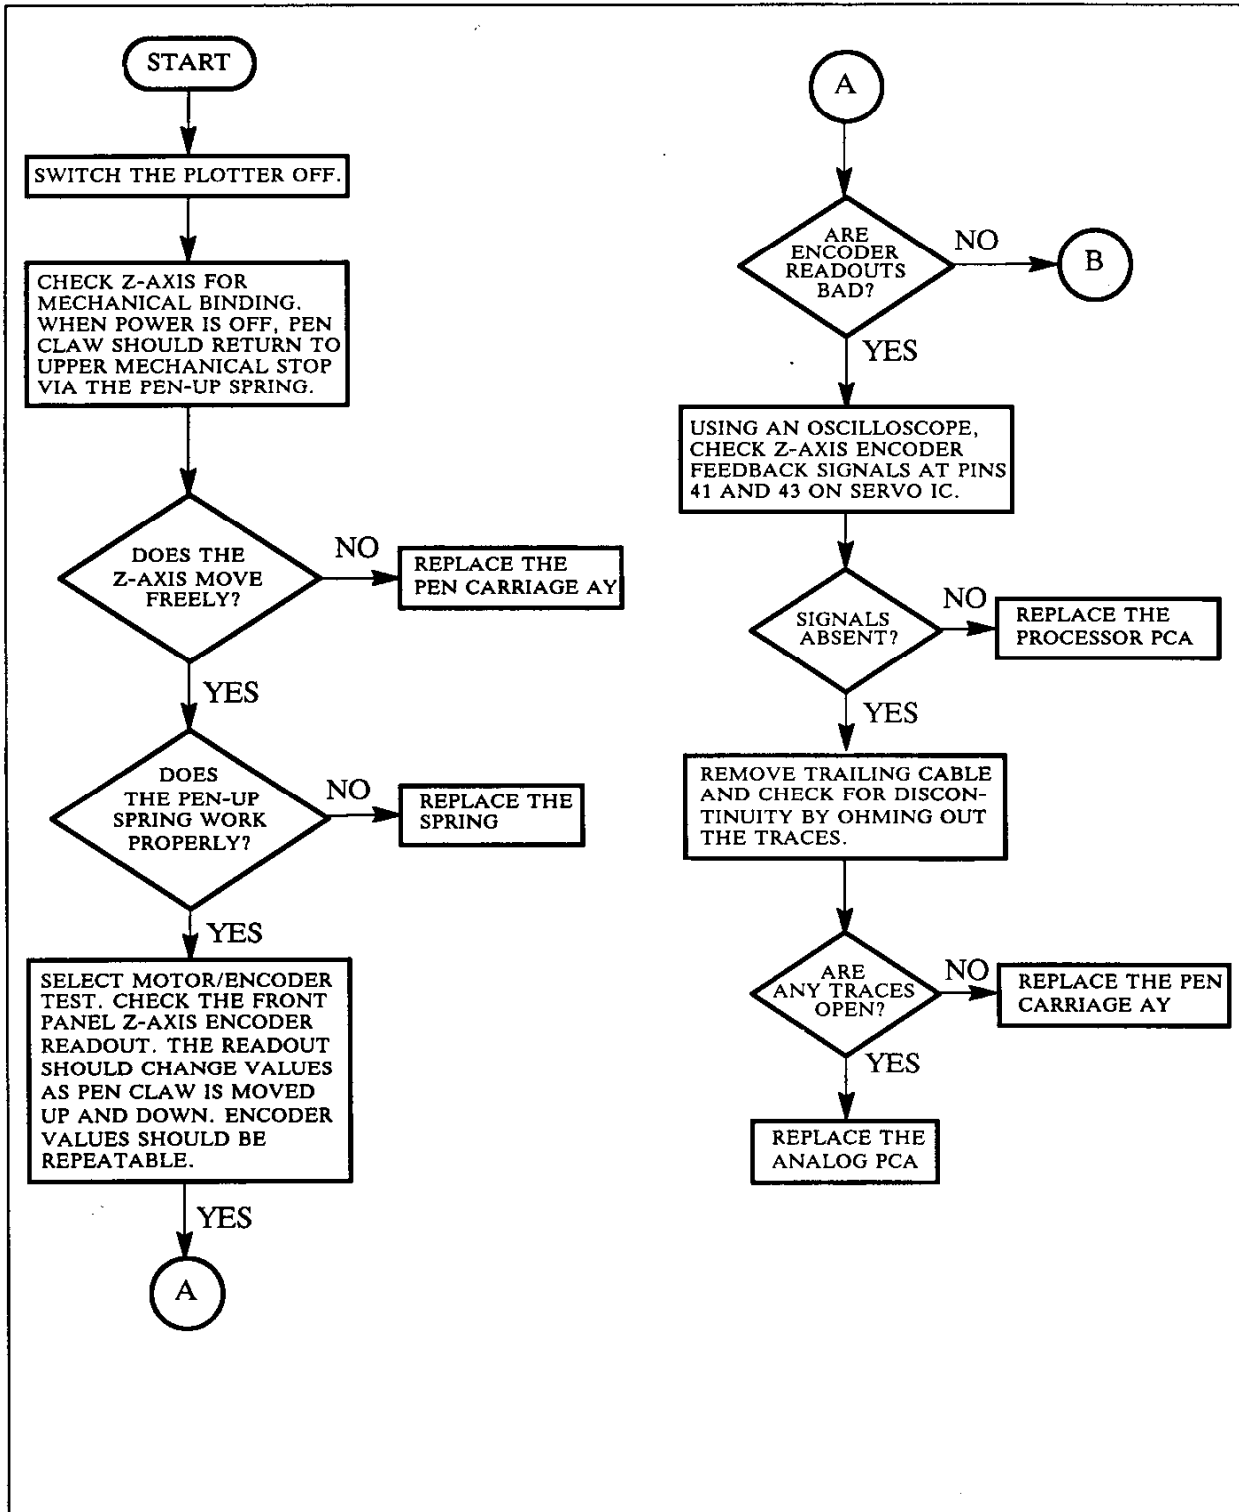 START
SWITCH THE PLOTTER OFF.
CHECK Z-AXIS FOR
MECHANICAL BINDING.
WHEN POWER IS OFF, PEN
CLAW SHOULD RETURN TO
UPPER MECHANICAL STOP
VIA THE PEN-UP SPRING.
DOES THE
Z-AXIS MOVE
FREELY?
NO
REPLACE THE
PEN CARRIAGE AY
YES
DOES
THE PEN-UP
SPRING WORK
PROPERLY?
NO
REPLACE THE
SPRING
YES
SELECT MOTOR/ENCODER
TEST. CHECK THE FRONT
PANEL Z-AXIS ENCODER
READOUT. THE READOUT
SHOULD CHANGE VALUES
AS PEN CLAW IS MOVED
UP AND DOWN. ENCODER
VALUES SHOULD BE
REPEATABLE.
YES
A
A
ARE
ENCODER
READOUTS
BAD?
NO
B
YES
USING AN OSCILLOSCOPE,
CHECK Z-AXIS ENCODER
FEEDBACK SIGNALS AT PINS
41 AND 43 ON SERVO IC.
SIGNALS
ABSENT?
NO
REPLACE THE
PROCESSOR PCA
YES
REMOVE TRAILING CABLE
AND CHECK FOR DISCON-
TINUITY BY OHMING OUT
THE TRACES.
ARE
ANY TRACES
OPEN?
NO
REPLACE THE PEN
CARRIAGE AY
YES
REPLACE THE
ANALOG PCA